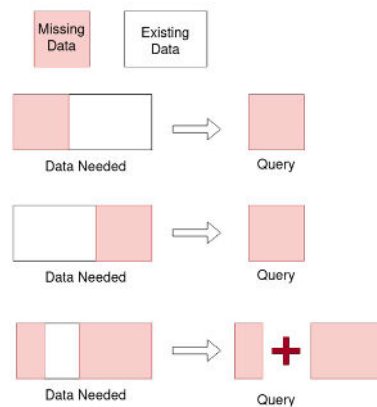 Missing
Data
Existing
Data
Data Needed
Query
Data Needed
Query
Data Needed
Query